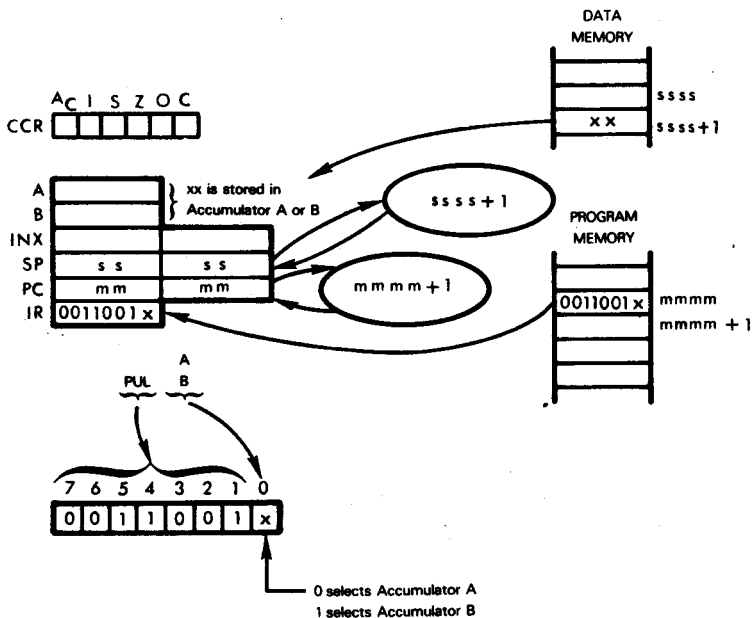 DATA
MEMORY
ssss
xx
ssss+1
AC I S Z O C
CCR
A
B
xx is stored in
Accumulator A or B
INX
SP ss ss
PC mm mm
IR 0011001x
ssss+1
mmmm+1
PROGRAM
MEMORY
0011001x mmmm
mmmm +1
PUL A
B
7 6 5 4 3 2 1 0
0 0 1 1 0 0 1 x
0 selects Accumulator A
1 selects Accumulator B